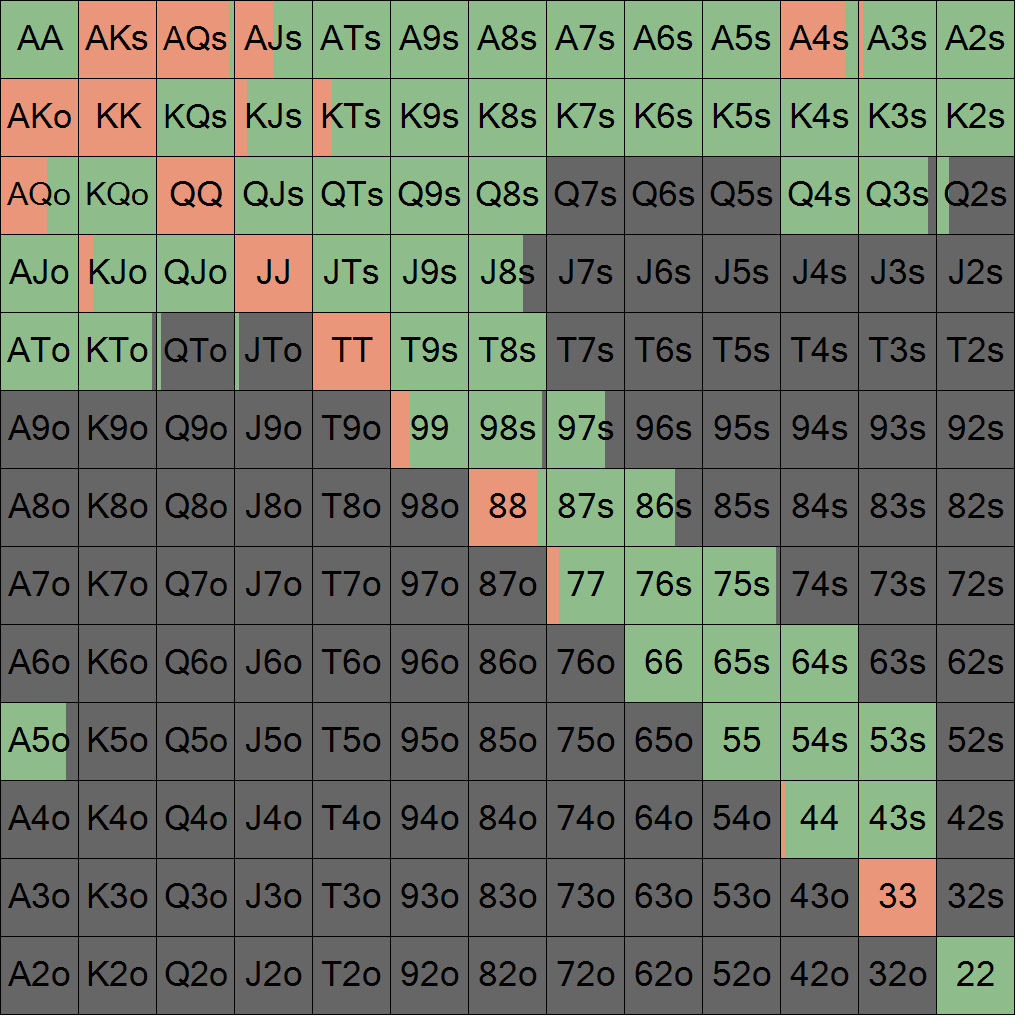 AA AKs AQs AJs ATs A9s A8s A7s A6s A5s A4s A3s A2s
AKo KK KQs KJs KTs K9s K8s K7s K6s K5s K4s K3s K2s
AQo KQo QQ QJs QTs Q9s Q8s Q7s Q6s Q5s Q4s Q3s Q2s
AJo KJo QJo JJ JTs J9s J8s J7s J6s J5s J4s J3s J2s
ATo KTo QTo JTo TT T9s T8s T7s T6s T5s T4s T3s T2s
A9o K9o Q9o J9o T9o 99 98s 97s 96s 95s 94s 93s 92s
A8o K8o Q8o J8o T8o 98o 88 87s 86s 85s 84s 83s 82s
A7o K7o Q7o J7o T7o 97o 87o 77 76s 75s 74s 73s 72s
A6o K6o Q6o J6o T6o 96o 86o 76o 66 65s 64s 63s 62s
A5o K5o Q5o J5o T5o 95o 85o 75o 65o 55 54s 53s 52s
A4o K4o Q4o J4o T4o 94o 84o 74o 64o 54o 44 43s 42s
A3o K3o Q3o J3o T3o 93o 83o 73o 63o 53o 43o 33 32s
A2o K2o Q2o J2o T2o 92o 82o 72o 62o 52o 42o 32o 22